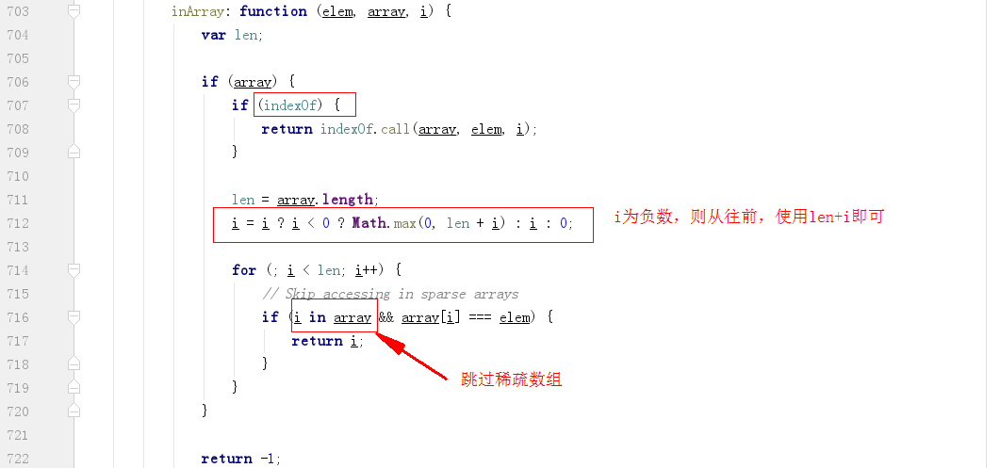 703 inArray: function (elem, array, i) {
704 var len;
705
706 if (array) {
707 if (indexOf) {
708 return indexOf.call(array, elem, i);
709 }
710
711 len = array.length;
712 i = i ? i < 0 ? Math.max(0, len + i) : i : 0; i为负数，则从往前，使用len+i即可
713
714 for (; i < len; i++) {
715 // Skip accessing in sparse arrays
716 if (i in array && array[i] === elem) {
717 return i;
718 }
跳过稀疏数组
719 }
720 }
721
722 return -1;